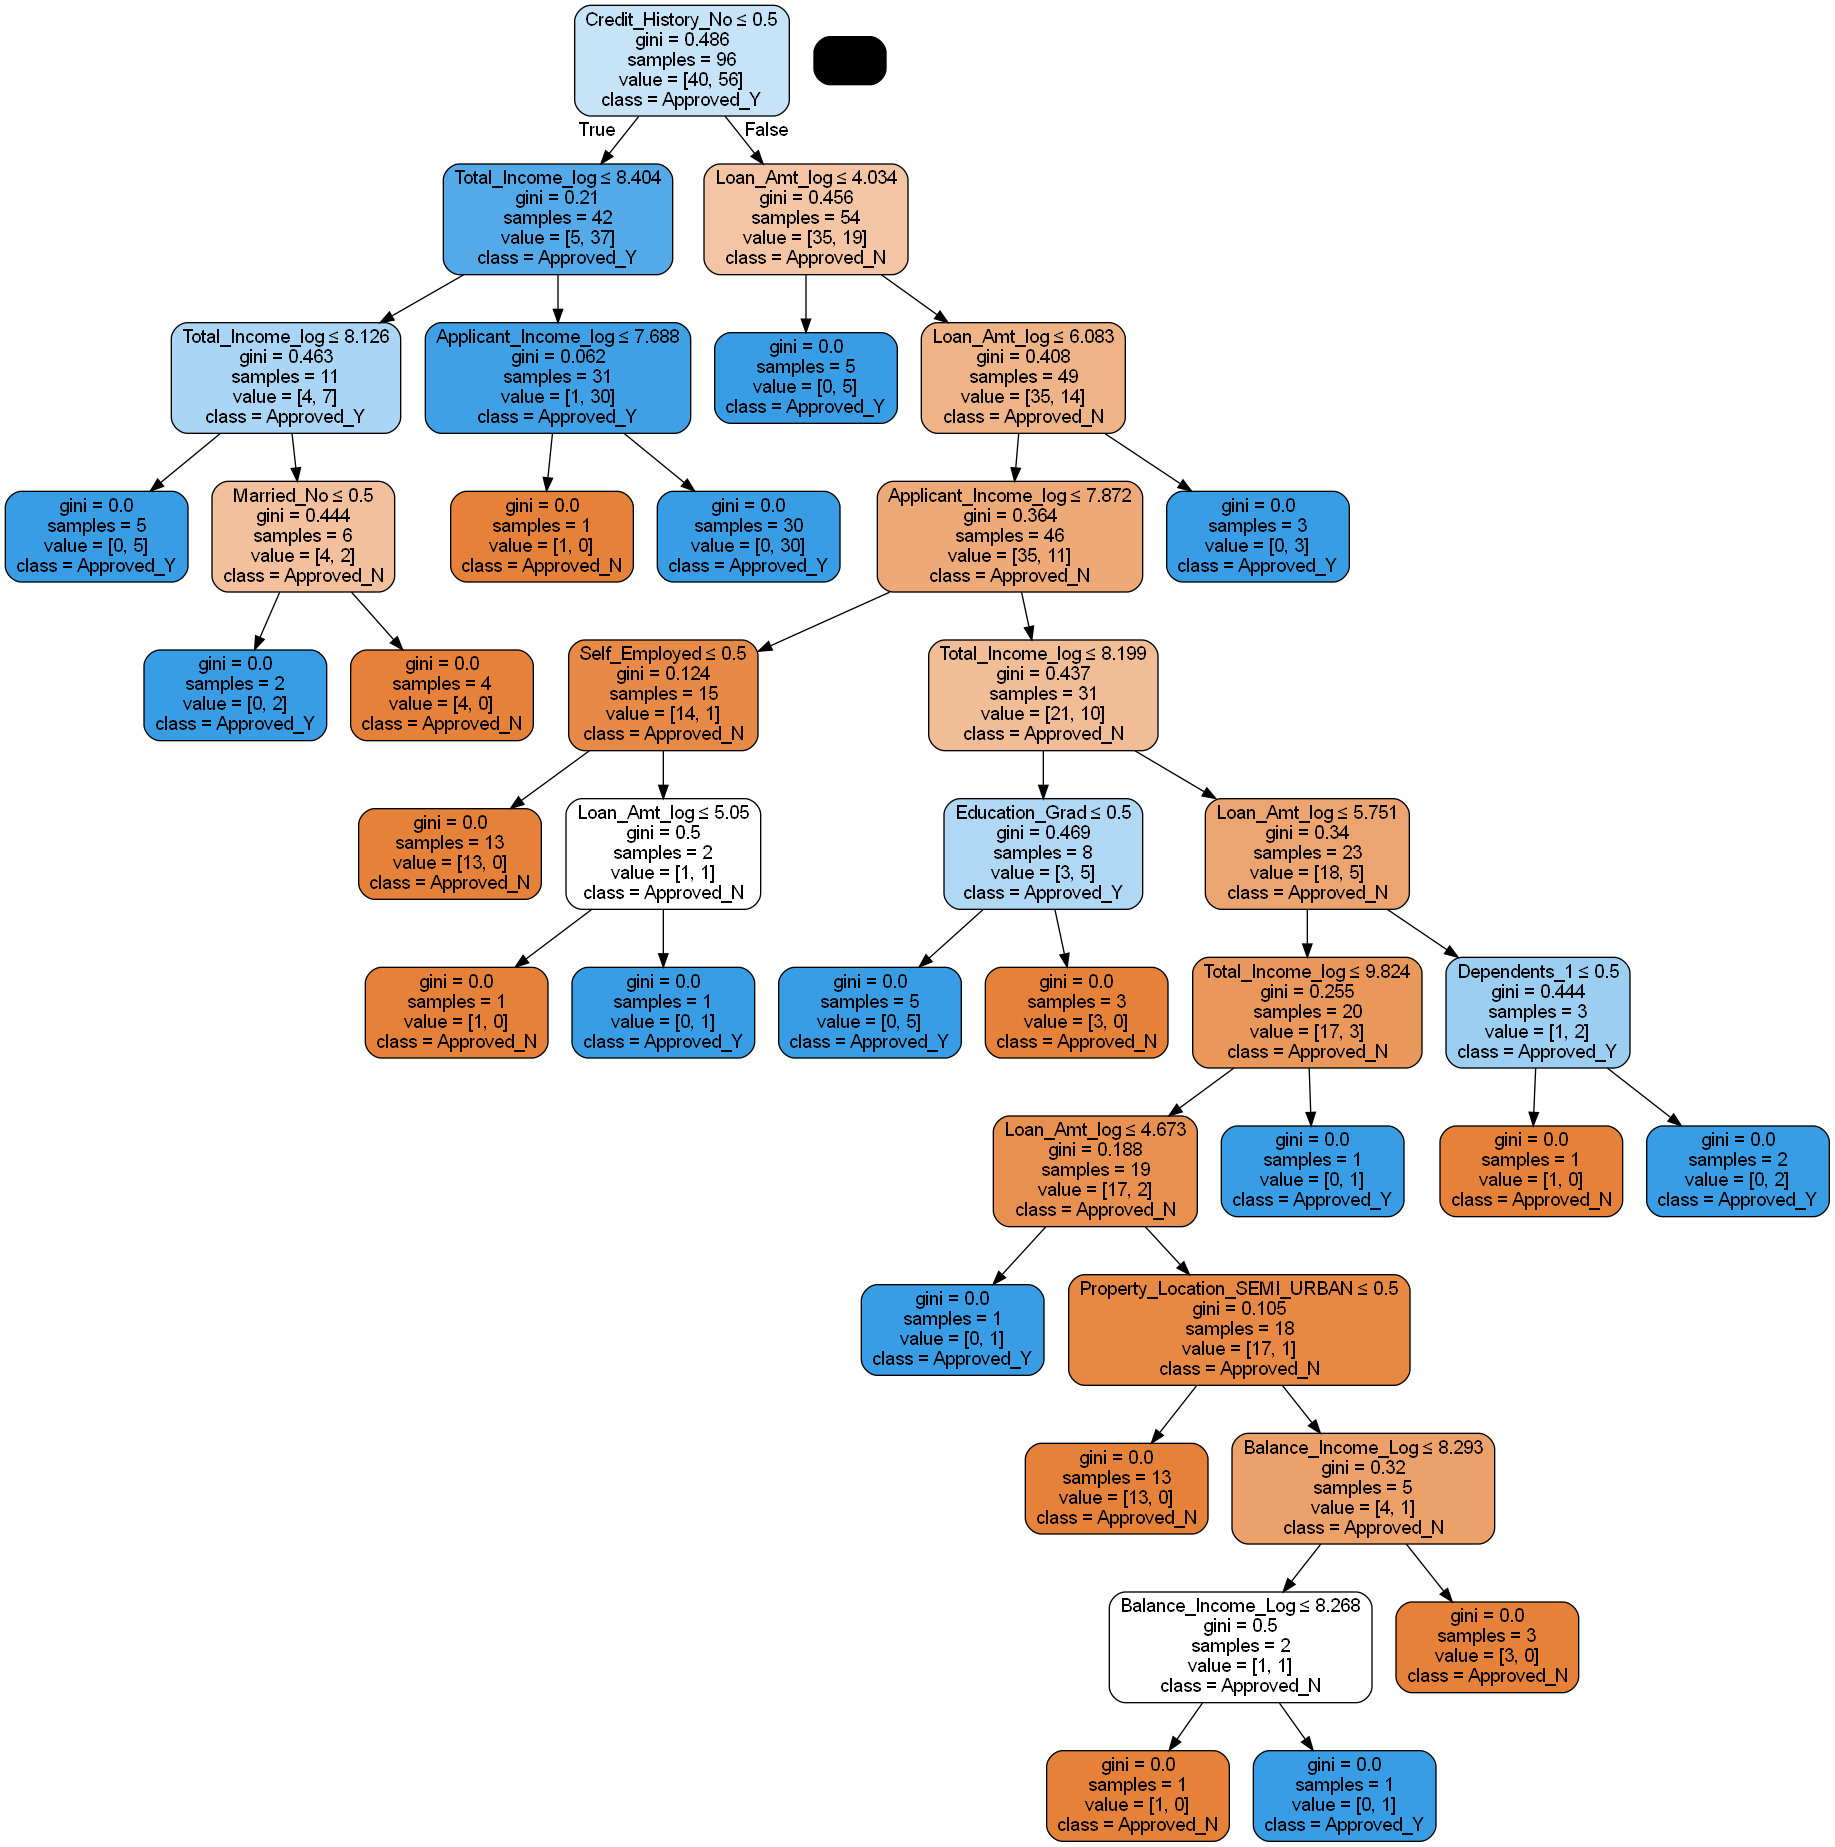 Credit_History_No ≤ 0.5
gini = 0.486
samples = 96
value = [40, 56]
class = Approved_Y
True
False
Total_Income_log ≤ 8.404
gini = 0.21
samples = 42
value = [5, 37]
class = Approved_Y
Loan_Amt_log ≤ 4.034
gini = 0.456
samples = 54
value = [35, 19]
class = Approved_N
Total_Income_log ≤ 8.126
gini = 0.463
samples = 11
value = [4, 7]
class = Approved_Y
Applicant_Income_log ≤ 7.688
gini = 0.062
samples = 31
value = [1, 30]
class = Approved_Y
gini = 0.0
samples = 5
value = [0, 5]
class = Approved_Y
Loan_Amt_log ≤ 6.083
gini = 0.408
samples = 49
value = [35, 14]
class = Approved_N
gini = 0.0
samples = 5
value = [0, 5]
class = Approved_Y
Married_No ≤ 0.5
gini = 0.444
samples = 6
value = [4, 2]
class = Approved_N
gini = 0.0
samples = 1
value = [1, 0]
class = Approved_N
gini = 0.0
samples = 30
value = [0, 30]
class = Approved_Y
Applicant_Income_log ≤ 7.872
gini = 0.364
samples = 46
value = [35, 11]
class = Approved_N
gini = 0.0
samples = 3
value = [0, 3]
class = Approved_Y
gini = 0.0
samples = 2
value = [0, 2]
class = Approved_Y
gini = 0.0
samples = 4
value = [4, 0]
class = Approved_N
Self_Employed ≤ 0.5
gini = 0.124
samples = 15
value = [14, 1]
class = Approved_N
Total_Income_log ≤ 8.199
gini = 0.437
samples = 31
value = [21, 10]
class = Approved_N
gini = 0.0
samples = 13
value = [13, 0]
class = Approved_N
Loan_Amt_log ≤ 5.05
gini = 0.5
samples = 2
value = [1, 1]
class = Approved_N
Education_Grad ≤ 0.5
gini = 0.469
samples = 8
value = [3, 5]
class = Approved_Y
Loan_Amt_log ≤ 5.751
gini = 0.34
samples = 23
value = [18, 5]
class = Approved_N
gini = 0.0
samples = 1
value = [1, 0]
class = Approved_N
gini = 0.0
samples = 1
value = [0, 1]
class = Approved_Y
gini = 0.0
samples = 5
value = [0, 5]
class = Approved_Y
gini = 0.0
samples = 3
value = [3, 0]
class = Approved_N
Total_Income_log ≤ 9.824
gini = 0.255
samples = 20
value = [17, 3]
class = Approved_N
Dependents_1 ≤ 0.5
gini = 0.444
samples = 3
value = [1, 2]
class = Approved_Y
Loan_Amt_log ≤ 4.673
gini = 0.188
samples = 19
value = [17, 2]
class = Approved_N
gini = 0.0
samples = 1
value = [0, 1]
class = Approved_Y
gini = 0.0
samples = 1
value = [1, 0]
class = Approved_N
gini = 0.0
samples = 2
value = [0, 2]
class = Approved_Y
gini = 0.0
samples = 1
value = [0, 1]
class = Approved_Y
Property_Location_SEMI_URBAN ≤ 0.5
gini = 0.105
samples = 18
value = [17, 1]
class = Approved_N
gini = 0.0
samples = 13
value = [13, 0]
class = Approved_N
Balance_Income_Log ≤ 8.293
gini = 0.32
samples = 5
value = [4, 1]
class = Approved_N
Balance_Income_Log ≤ 8.268
gini = 0.5
samples = 2
value = [1, 1]
class = Approved_N
gini = 0.0
samples = 3
value = [3, 0]
class = Approved_N
gini = 0.0
samples = 1
value = [1, 0]
class = Approved_N
gini = 0.0
samples = 1
value = [0, 1]
class = Approved_Y